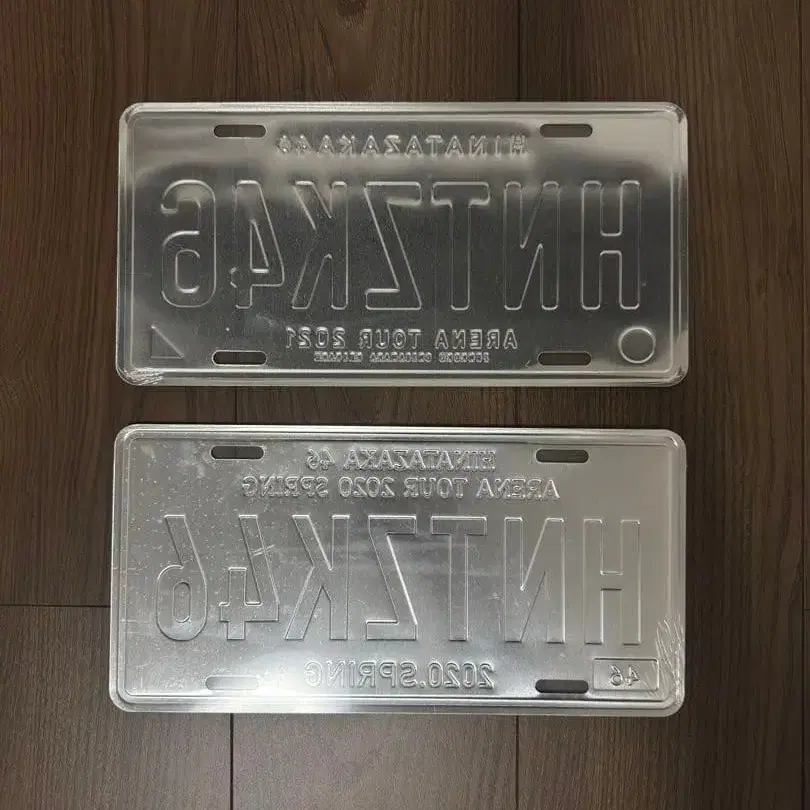 HINATAZAKA46
HNTZK46
ARENA TOUR 2021
HINATAZAKA 46
ARENA TOUR 2020 SPRING
HNTZK46
2020.SPRING
46